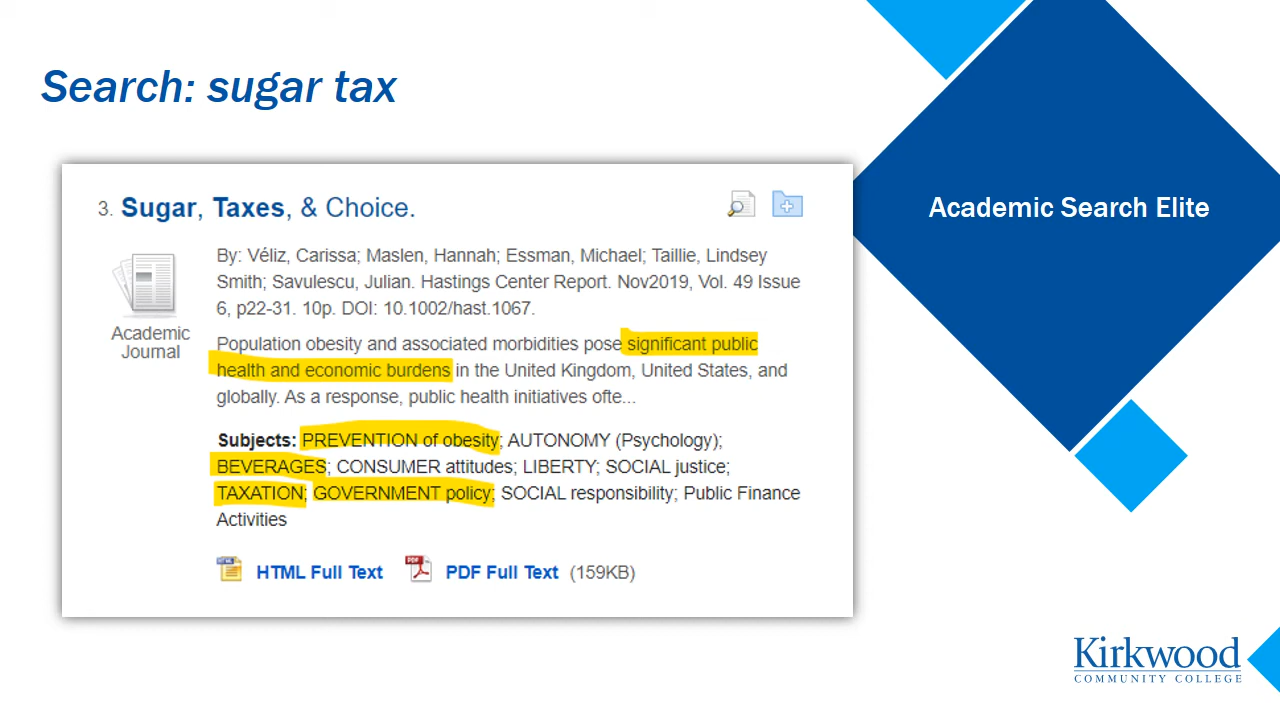 Search: sugar tax
Academic Search Elite
3. Sugar, Taxes, & Choice.
Academic
Journal
By: Véliz, Carissa; Maslen, Hannah; Essman, Michael; Taillie, Lindsey
Smith; Savulescu, Julian. Hastings Center Report. Nov2019, Vol. 49 Issue
6, p22-31. 10p. DOI: 10.1002/hast.1067.
Population obesity and associated morbidities pose significant public
health and economic burdens in the United Kingdom, United States, and
globally. As a response, public health initiatives ofte...
Subjects: PREVENTION of obesity; AUTONOMY (Psychology);
BEVERAGES; CONSUMER attitudes; LIBERTY; SOCIAL justice;
TAXATION; GOVERNMENT policy; SOCIAL responsibility; Public Finance
Activities
HTML Full Text PDF Full Text (159KB)
Kirkwood
COMMUNITY COLLEGE